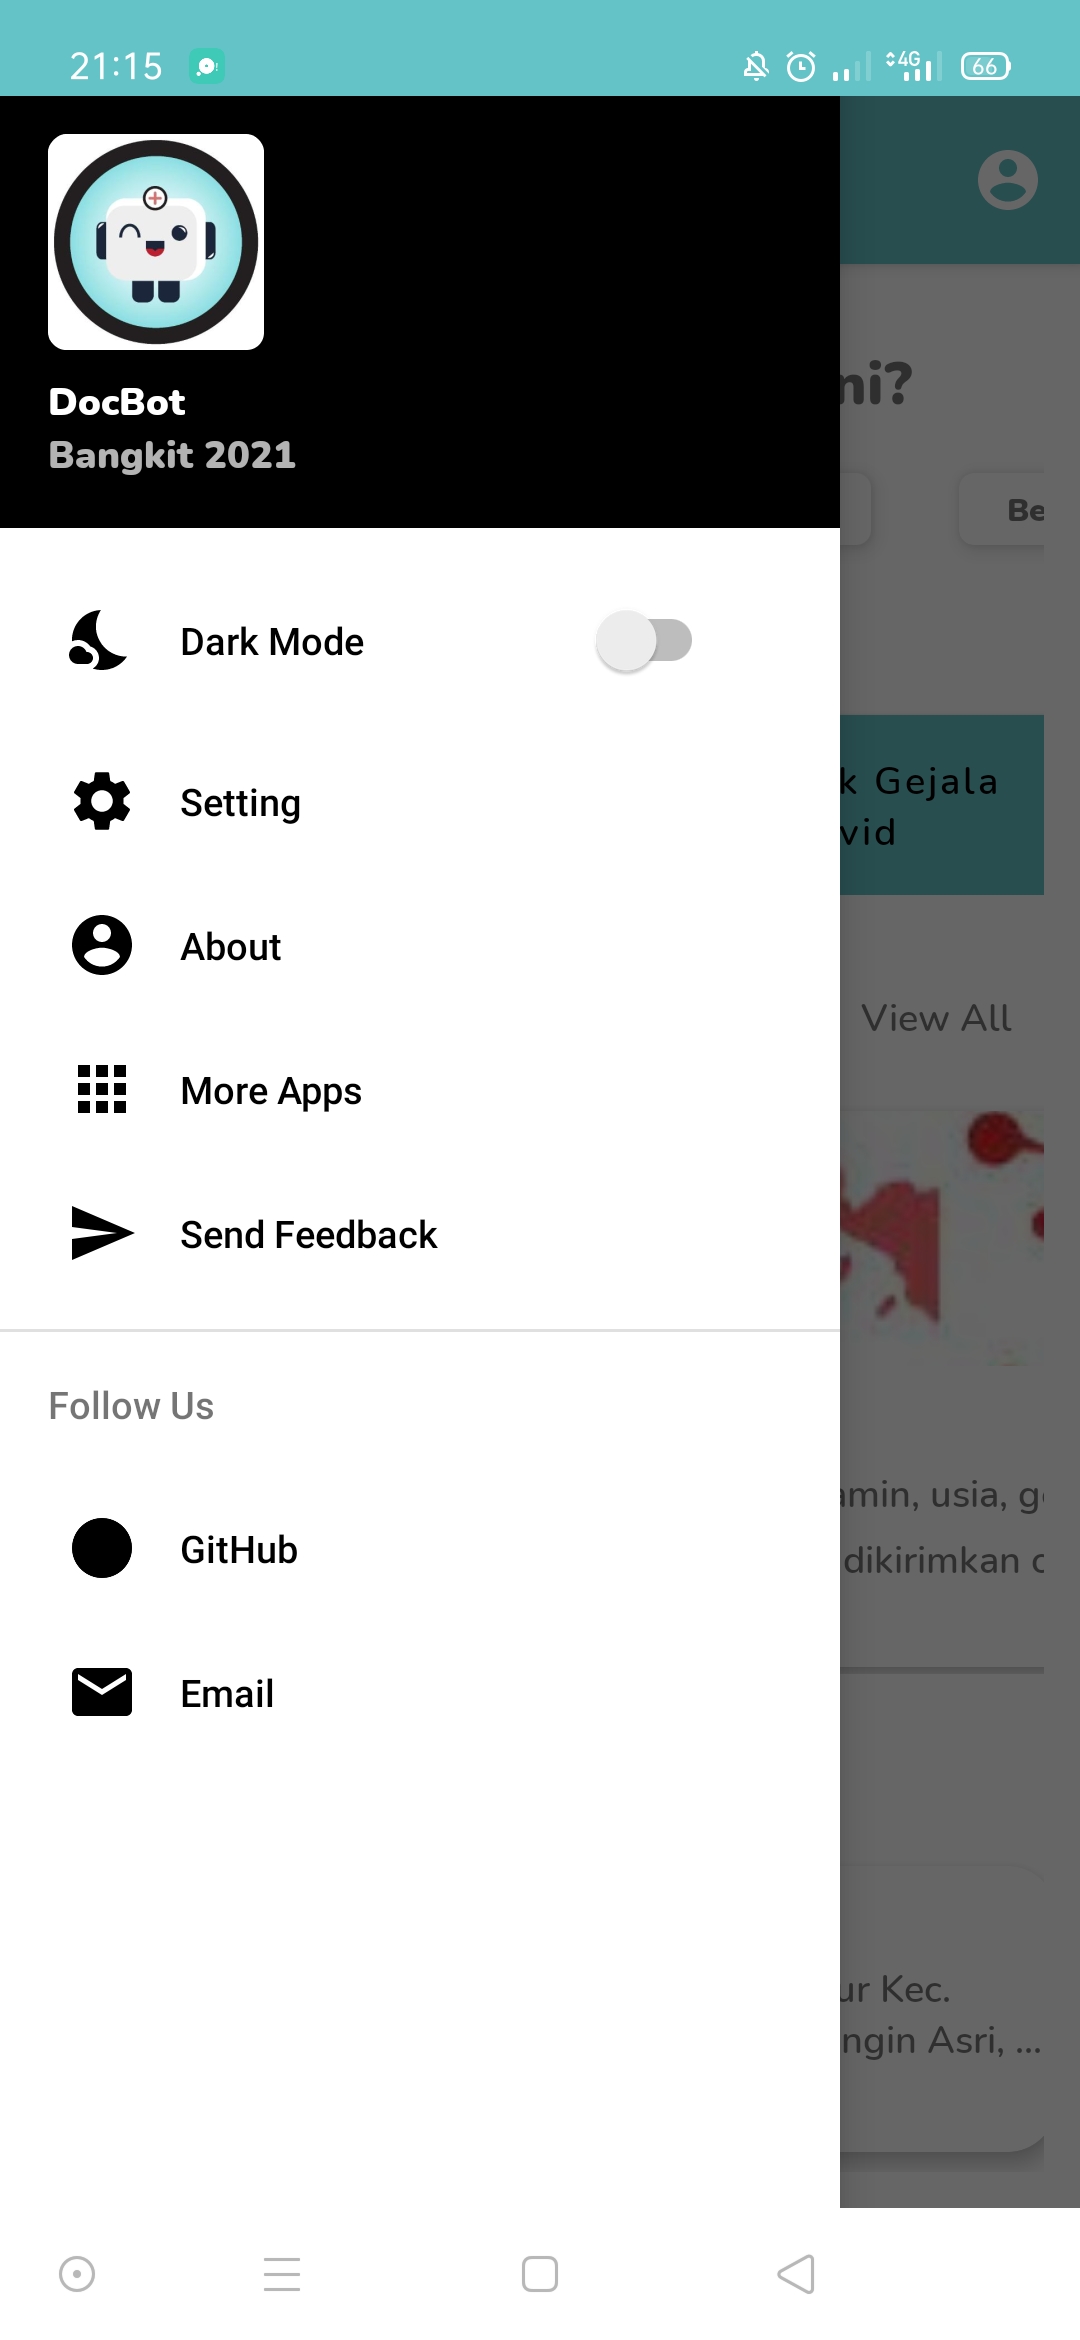 21:15
4G
66
DocBot
Bangkit 2021
ni?
Be
Dark Mode
Setting
k Gejala
vid
About
View All
More Apps
Send Feedback
Follow Us
amin, usia, g
GitHub
dikirimkan
Email
ur Kec.
ngin Asri, ...